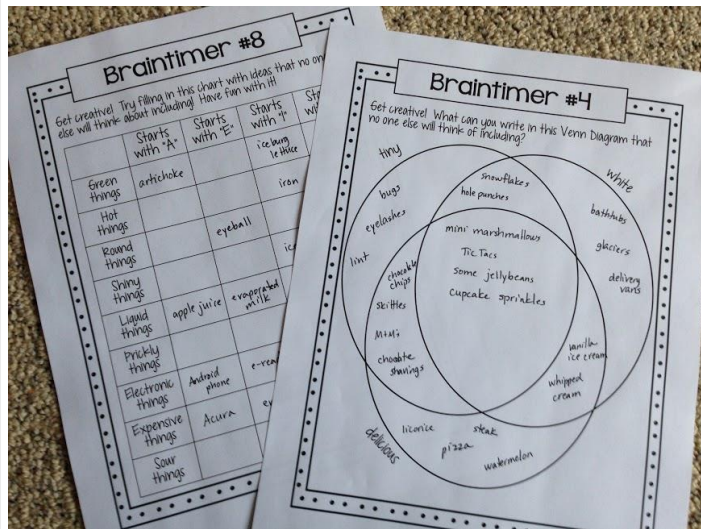 Braintimer #8
Get creative! Try filling in this chart with ideas that no one
else will think about including! Have fun with it!
Starts with "A"
Starts with "E"
Starts with "I"
Green things
artichoke
iceburg lettuce
Hot things
iron
Round things
eyeball
Shiny things
Liquid things
apple juice
evaporated milk
Prickly things
Electronic things
Android phone
Expensive things
Acura
Sour things
Braintimer #4
Get creative! What can you write in this Venn Diagram that
no one else will think of including?
tiny
white
snowflakes
hole punches
bugs
eyelashes
lint
bathtubs
glaciers
delivery
vans
mini marshmallows
Tic Tacs
some jellybeans
cupcake sprinkles
chips
skittles
M+Ms
shavings
vanilla
ice cream
whipped
cream
delicious
licorice
steak
pizza
watermelon